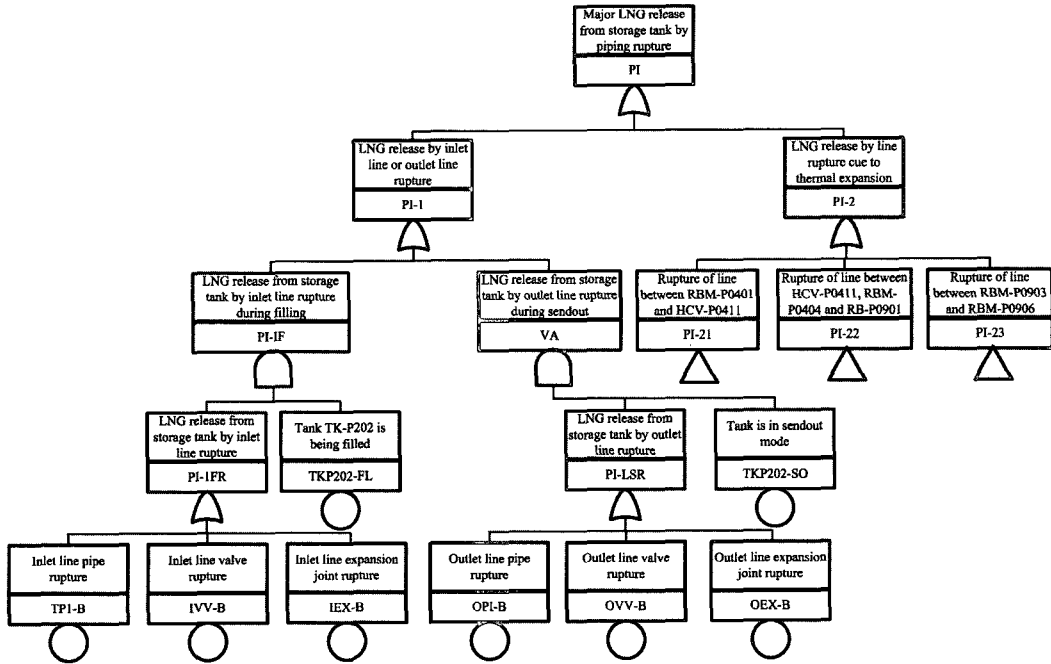 Major LNG release
from storage tank by
piping rupture
PI
LNG release by inlet
line or outlet line
rupture
PI-1
LNG release by line
rupture cue to
thermal expansion
PI-2
LNG release from storage
tank by inlet line rupture
during filling
PI-IF
LNG release from storage
tank by outlet line rupture
during sendout
VA
Rupture of line
between RBM-P0401
and HCV-P0411
PI-21
Rupture of line between
HCV-P0411, RBM-
P0404 and RB-P0901
PI-22
Rupture of line
between RBM-P0903
and RBM-P0906
PI-23
LNG release from
storage tank by inlet
line rupture
PI-1FR
Tank TK-P202 is
being filled
TKP202-FL
LNG release from
storage tank by outlet
line rupture
PI-LSR
Tank is in sendout
mode
TKP202-SO
Inlet line pipe
rupture
TP1-B
Inlet line valve
rupture
IVV-B
Inlet line expansion
joint rupture
IEX-B
Outlet line pipe
rupture
OPI-B
Outlet line valve
rupture
OVV-B
Outlet line expansion
joint rupture
OEX-B